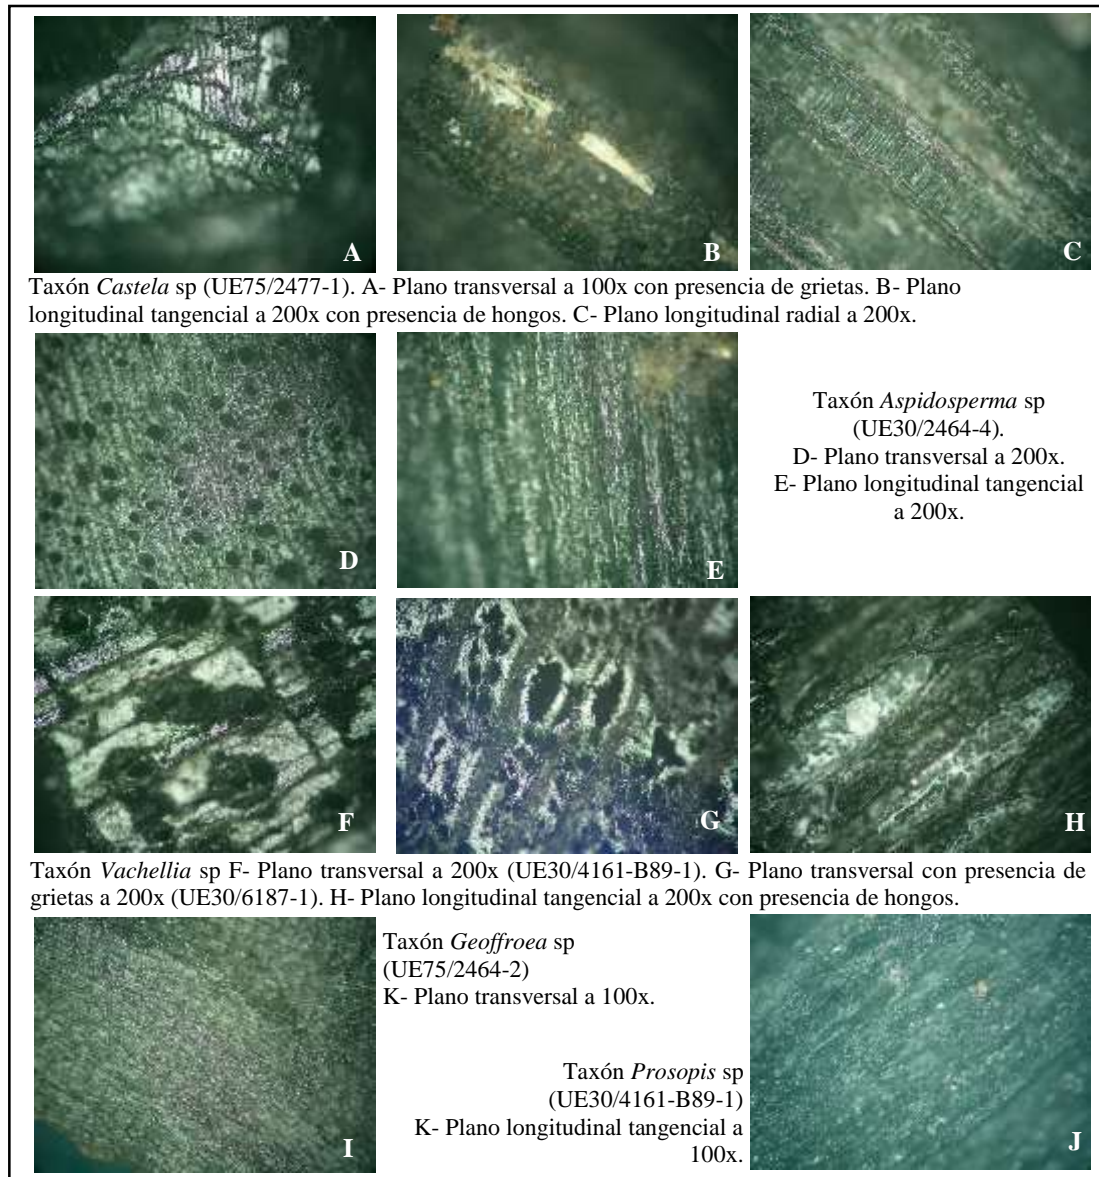 A
B
C
Taxón Castela sp (UE75/2477-1). A- Plano transversal a 100x con presencia de grietas. B- Plano
longitudinal tangencial a 200x con presencia de hongos. C- Plano longitudinal radial a 200x.
D
E
Taxón Aspidosperma sp
(UE30/2464-4).
D- Plano transversal a 200x.
E- Plano longitudinal tangencial
a 200x.
F
G
H
Taxón Vachellia sp F- Plano transversal a 200x (UE30/4161-B89-1). G- Plano transversal con presencia de
grietas a 200x (UE30/6187-1). H- Plano longitudinal tangencial a 200x con presencia de hongos.
I
Taxón Geoffroea sp
(UE75/2464-2)
K- Plano transversal a 100x.
Taxón Prosopis sp
(UE30/4161-B89-1)
K- Plano longitudinal tangencial a
100x.
J